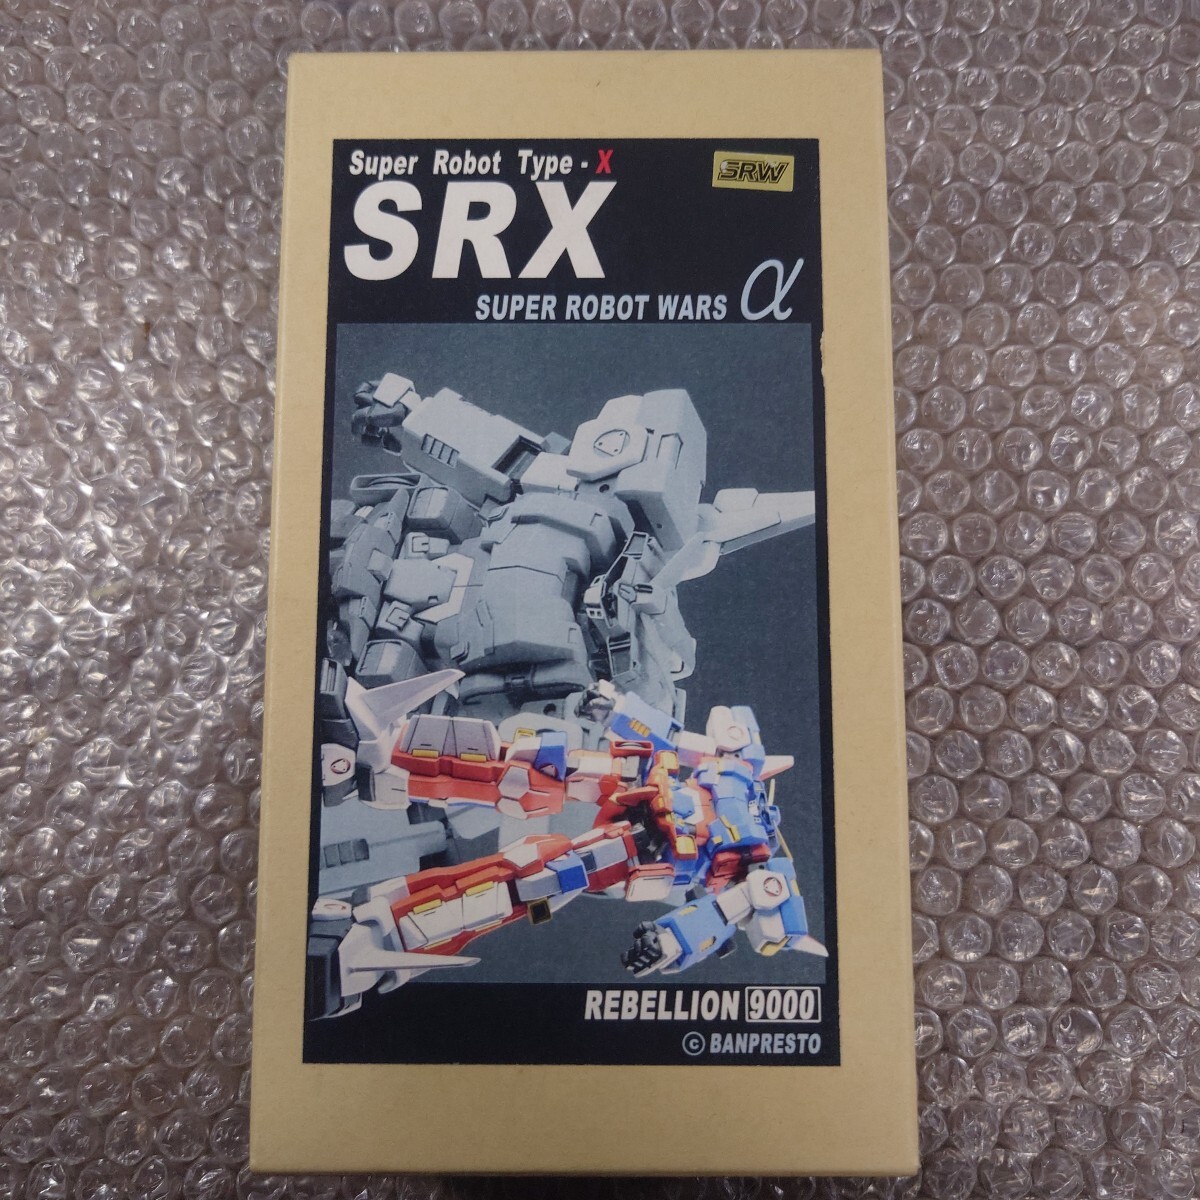 Super Robot Type - X
SRW
SRX
SUPER ROBOT WARS α
REBELLION 9000
© BANPRESTO